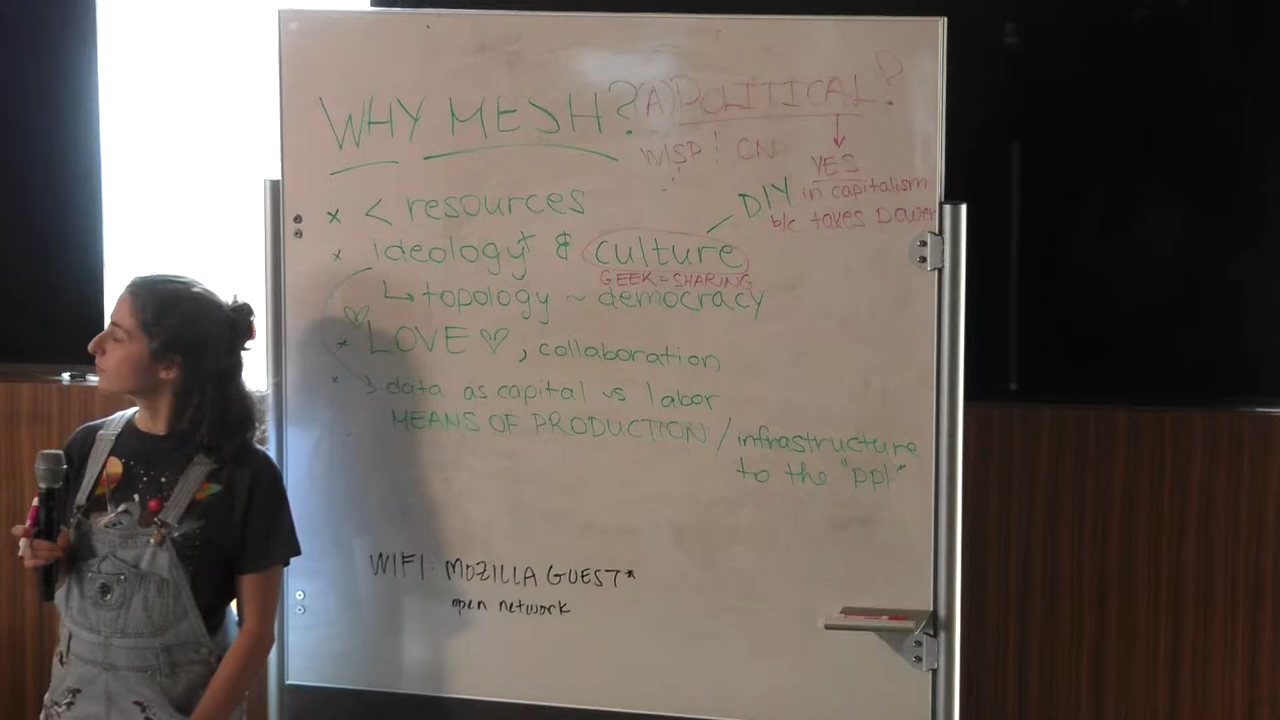 WHY MESH? (A)POLITICAL?
WISP CN
YES
in capitalism
b/c takes power
DIY
x < resources
x ideology* & culture
GEEK = SHARING
↳ topology ~ democracy
x LOVE ♡, collaboration
x data as capital vs labor
MEANS OF PRODUCTION / infrastructure
to the "ppl"
WIFI: MOZILLA GUEST*
open network